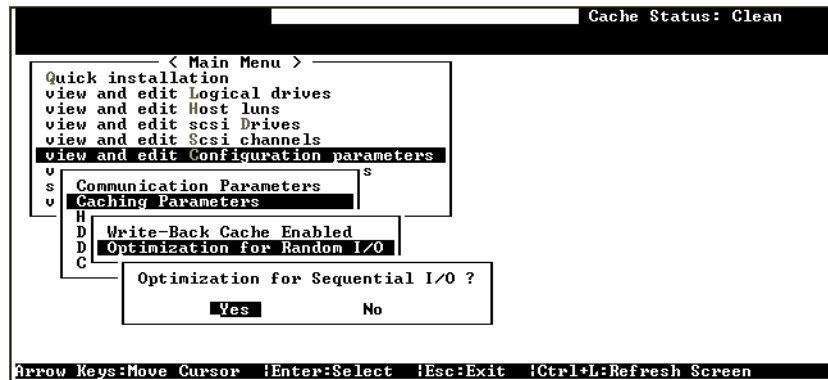 Cache Status: Clean
< Main Menu >
Quick installation
view and edit Logical drives
view and edit Host luns
view and edit scsi Drives
view and edit Scsi channels
view and edit Configuration parameters
v s
s Communication Parameters
v Caching Parameters
H
D Write-Back Cache Enabled
D Optimization for Random I/O
C
Optimization for Sequential I/O ?
Yes No
Arrow Keys:Move Cursor |Enter:Select |Esc:Exit |Ctrl+L:Refresh Screen